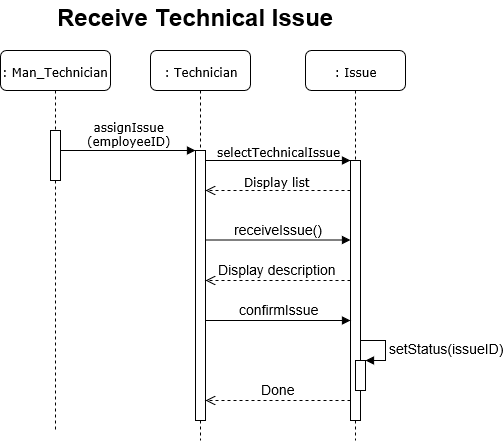 Receive Technical Issue
: Man_Technician
: Technician
: Issue
assignIssue
(employeeID)
selectTechnicalIssue
Display list
receiveIssue()
Display description
confirmIssue
setStatus(issueID)
Done